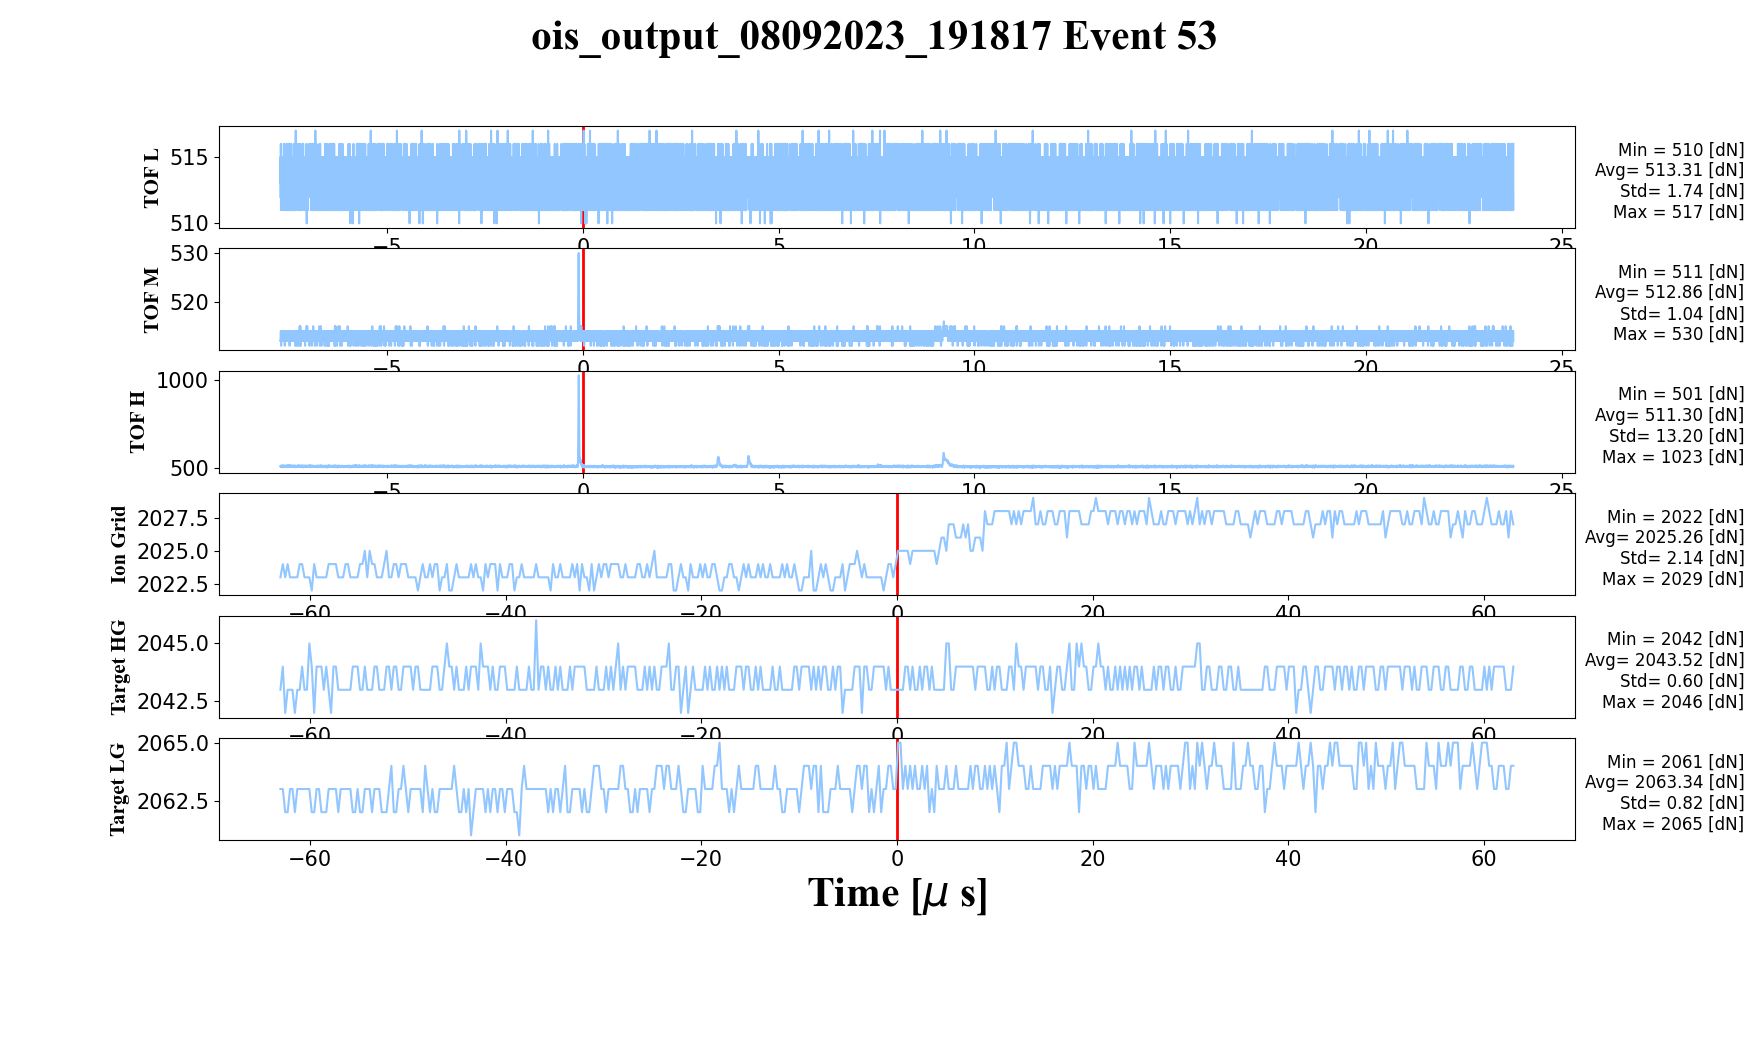 ois_output_08092023_191817 Event 53
TOF L
515
510
−5 0 5 10 15 20 25
Min = 510 [dN]
Avg= 513.31 [dN]
Std= 1.74 [dN]
Max = 517 [dN]
TOF M
530
520
−5 0 5 10 15 20 25
Min = 511 [dN]
Avg= 512.86 [dN]
Std= 1.04 [dN]
Max = 530 [dN]
TOF H
1000
500
−5 0 5 10 15 20 25
Min = 501 [dN]
Avg= 511.30 [dN]
Std= 13.20 [dN]
Max = 1023 [dN]
Ion Grid
2027.5
2025.0
2022.5
−60 −40 −20 0 20 40 60
Min = 2022 [dN]
Avg= 2025.26 [dN]
Std= 2.14 [dN]
Max = 2029 [dN]
Target HG
2045.0
2042.5
−60 −40 −20 0 20 40 60
Min = 2042 [dN]
Avg= 2043.52 [dN]
Std= 0.60 [dN]
Max = 2046 [dN]
Target LG
2065.0
2062.5
−60 −40 −20 0 20 40 60
Min = 2061 [dN]
Avg= 2063.34 [dN]
Std= 0.82 [dN]
Max = 2065 [dN]
Time [μ s]